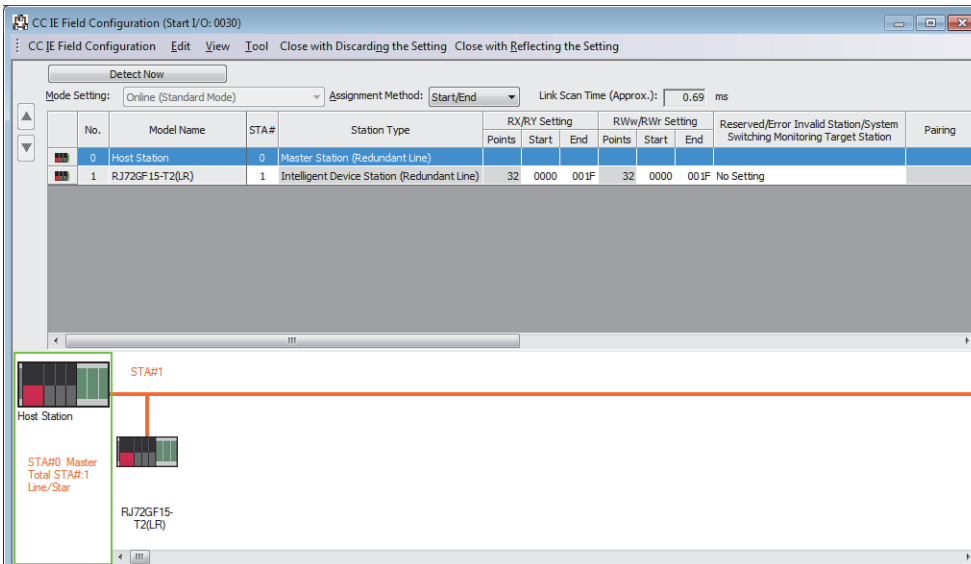 CC IE Field Configuration (Start I/O: 0030)
CC IE Field Configuration Edit View Tool Close with Discarding the Setting Close with Reflecting the Setting
Detect Now
Mode Setting: Online (Standard Mode) Assignment Method: Start/End Link Scan Time (Approx.): 0.69 ms
No. Model Name STA# Station Type RX/RY Setting RWw/RWr Setting Reserved/Error Invalid Station/System Switching Monitoring Target Station Pairing
Points Start End Points Start End
0 Host Station 0 Master Station (Redundant Line)
1 RJ72GF15-T2(LR) 1 Intelligent Device Station (Redundant Line) 32 0000 001F 32 0000 001F No Setting
STA#1
Host Station
STA#0 Master
Total STA#:1
Line/Star
RJ72GF15-
T2(LR)